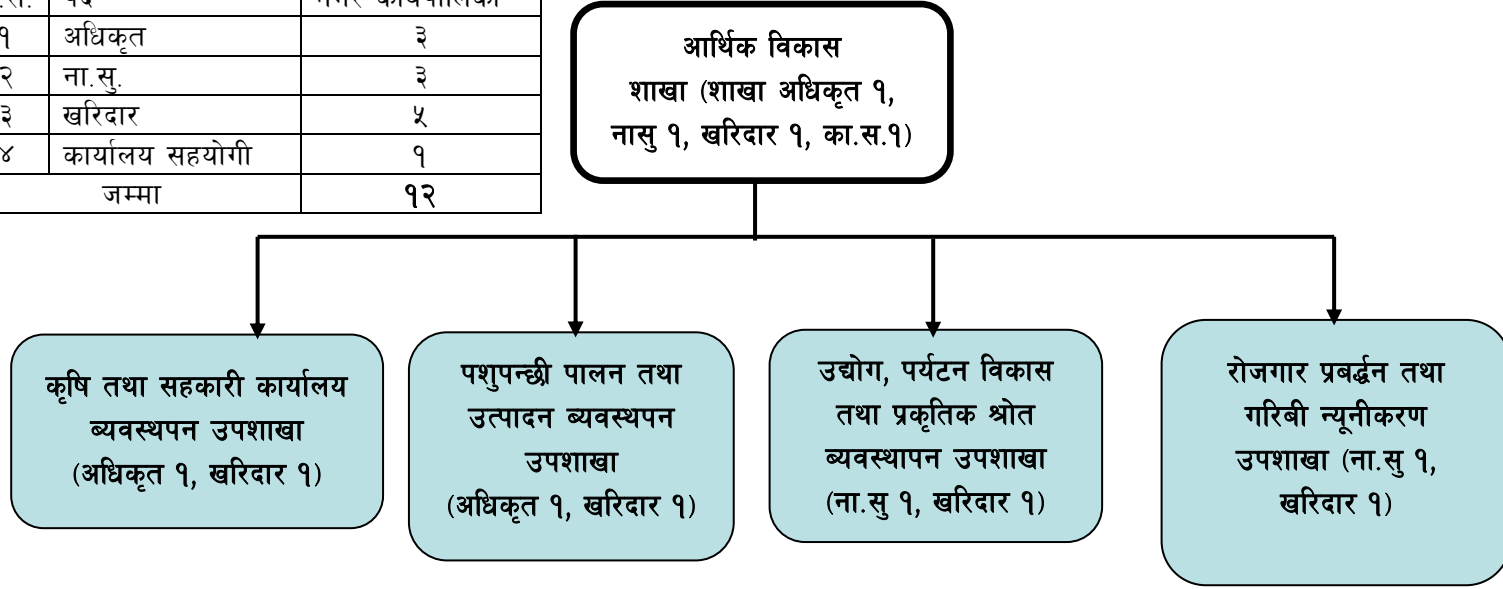 पद
१ अधिकृत ३
२ ना.सु. ३
३ खरिदार ५
४ कार्यालय सहयोगी १
जम्मा १२
आर्थिक विकास
शाखा (शाखा अधिकृत १,
नासु १, खरिदार १, का.स.१)
कृषि तथा सहकारी कार्यालय
ब्यवस्थपन उपशाखा
(अधिकृत १, खरिदार १)
पशुपन्छी पालन तथा
उत्पादन ब्यवस्थपन
उपशाखा
(अधिकृत १, खरिदार १)
उद्योग, पर्यटन विकास
तथा प्रकृतिक श्रोत
ब्यवस्थापन उपशाखा
(ना.सु १, खरिदार १)
रोजगार प्रबर्द्धन तथा
गरिबी न्यूनीकरण
उपशाखा (ना.सु १,
खरिदार १)